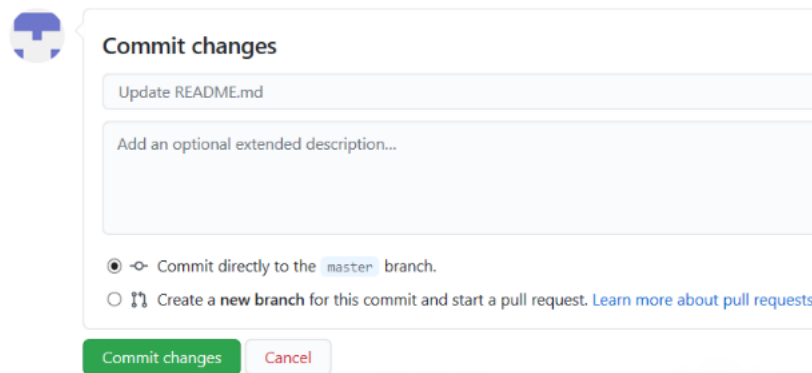 Commit changes
Update README.md
Add an optional extended description...
Commit directly to the master branch.
Create a new branch for this commit and start a pull request. Learn more about pull requests
Commit changes Cancel